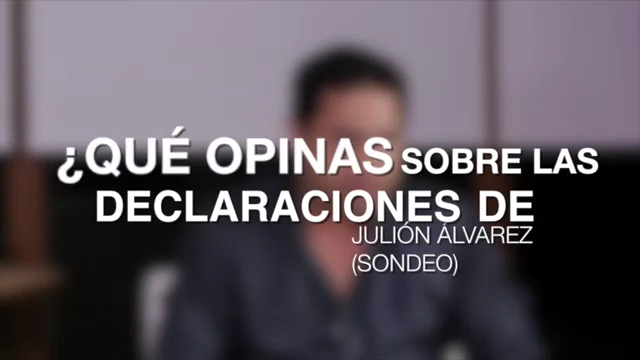 ¿QUÉ OPINAS SOBRE LAS
DECLARACIONES DE
JULIÓN ÁLVAREZ
(SONDEO)